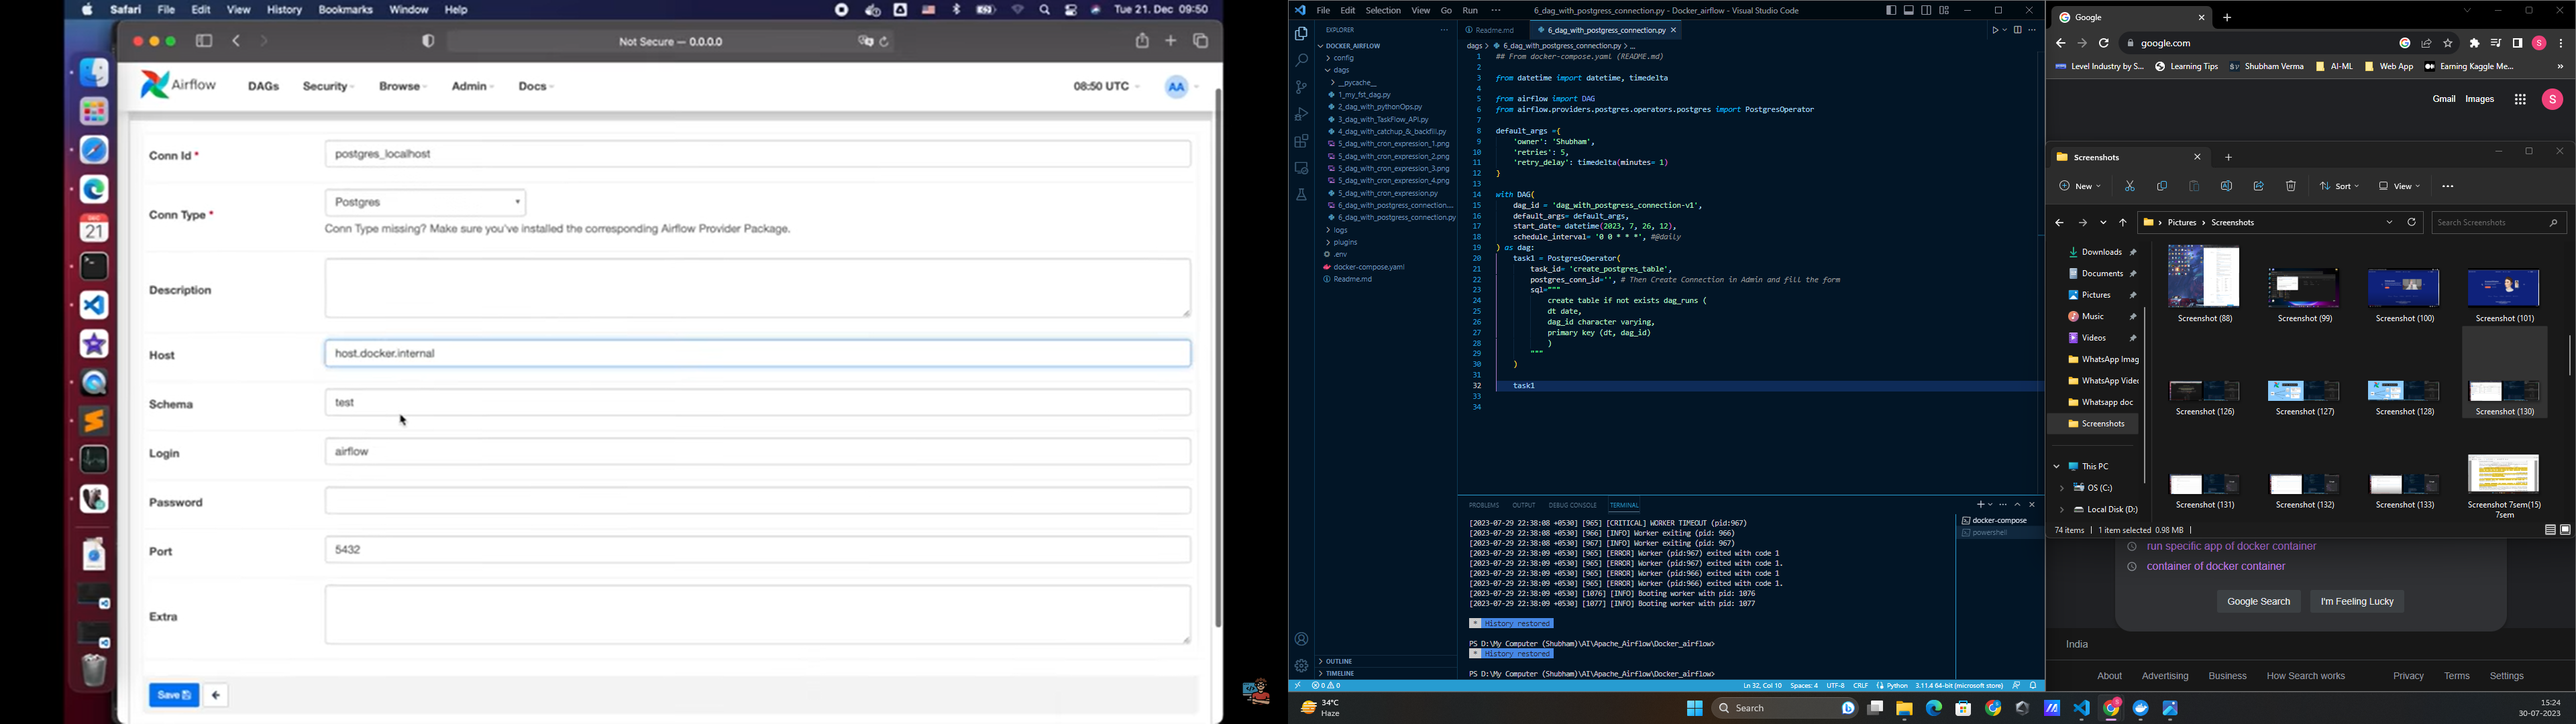 Safari File Edit View History Bookmarks Window Help
Tue 21. Dec 09:50
Not Secure — 0.0.0.0
Airflow DAGs Security Browse Admin Docs
08:50 UTC AA
Conn Id * postgres_localhost
Conn Type * Postgres
Conn Type missing? Make sure you've installed the corresponding Airflow Provider Package.
Description
Host host.docker.internal
Schema test
Login airflow
Password
Port 5432
Extra
Save
DEC
21
File Edit Selection View Go Run ···
6_dag_with_postgress_connection.py - Docker_airflow - Visual Studio Code
EXPLORER
DOCKER_AIRFLOW
config
dags
__pycache__
1_my_fst_dag.py
2_dag_with_pythonOps.py
3_dag_with_TaskFlow_API.py
4_dag_with_catchup_&_backfill.py
5_dag_with_cron_expression_1.png
5_dag_with_cron_expression_2.png
5_dag_with_cron_expression_3.png
5_dag_with_cron_expression_4.png
5_dag_with_cron_expression.py
6_dag_with_postgress_connection...
6_dag_with_postgress_connection.py
logs
plugins
.env
docker-compose.yaml
Readme.md
OUTLINE
TIMELINE
Readme.md 6_dag_with_postgress_connection.py
dags > 6_dag_with_postgress_connection.py > ...
1 ## From docker-compose.yaml (README.md)
2
3 from datetime import datetime, timedelta
4
5 from airflow import DAG
6 from airflow.providers.postgres.operators.postgres import PostgresOperator
7
8 default_args ={
9 'owner': 'Shubham',
10 'retries': 5,
11 'retry_delay': timedelta(minutes= 1)
12 }
13
14 with DAG(
15 dag_id = 'dag_with_postgress_connection-v1',
16 default_args= default_args,
17 start_date= datetime(2023, 7, 26, 12),
18 schedule_interval= '0 0 * * *', #@daily
19 ) as dag:
20 task1 = PostgresOperator(
21 task_id= 'create_postgres_table',
22 postgres_conn_id='', # Then Create Connection in Admin and fill the form
23 sql="""
24 create table if not exists dag_runs (
25 dt date,
26 dag_id character varying,
27 primary key (dt, dag_id)
28 )
29 """
30 )
31
32 task1
33
34
PROBLEMS OUTPUT DEBUG CONSOLE TERMINAL
[2023-07-29 22:38:08 +0530] [965] [CRITICAL] WORKER TIMEOUT (pid:967)
[2023-07-29 22:38:08 +0530] [966] [INFO] Worker exiting (pid: 966)
[2023-07-29 22:38:08 +0530] [967] [INFO] Worker exiting (pid: 967)
[2023-07-29 22:38:09 +0530] [965] [ERROR] Worker (pid:967) exited with code 1
[2023-07-29 22:38:09 +0530] [965] [ERROR] Worker (pid:967) exited with code 1.
[2023-07-29 22:38:09 +0530] [965] [ERROR] Worker (pid:966) exited with code 1
[2023-07-29 22:38:09 +0530] [965] [ERROR] Worker (pid:966) exited with code 1.
[2023-07-29 22:38:09 +0530] [1076] [INFO] Booting worker with pid: 1076
[2023-07-29 22:38:09 +0530] [1077] [INFO] Booting worker with pid: 1077
* History restored
PS D:\My Computer (Shubham)\AI\Apache_Airflow\Docker_airflow>
* History restored
PS D:\My Computer (Shubham)\AI\Apache_Airflow\Docker_airflow>
docker-compose
powershell
0 0
Ln 32, Col 10 Spaces: 4 UTF-8 CRLF Python 3.11.4 64-bit (microsoft store)
Google
google.com
Level Industry by S... Learning Tips Shubham Verma AI-ML Web App Earning Kaggle Me... »
Gmail Images S
Screenshots
New Sort View ···
Pictures > Screenshots Search Screenshots
Downloads
Documents
Pictures
Music
Videos
WhatsApp Imag
WhatsApp Video
Whatsapp doc
Screenshots
This PC
OS (C:)
Local Disk (D:)
Screenshot (88) Screenshot (99) Screenshot (100) Screenshot (101)
Screenshot (126) Screenshot (127) Screenshot (128) Screenshot (130)
Screenshot (131) Screenshot (132) Screenshot (133) Screenshot 7sem(15) 7sem
74 items 1 item selected 0.98 MB
run specific app of docker container
container of docker container
Google Search I'm Feeling Lucky
India
About Advertising Business How Search works Privacy Terms Settings
34°C
Haze
Search
15:24
30-07-2023